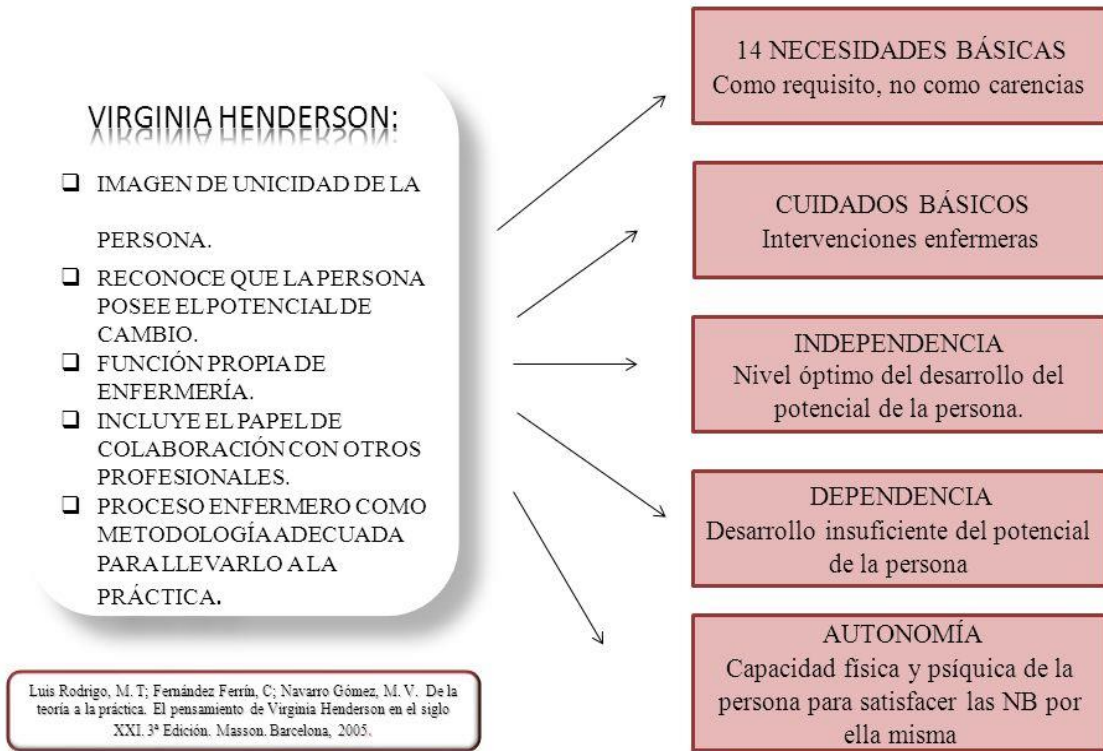 VIRGINIA HENDERSON:
IMAGEN DE UNICIDAD DE LA
PERSONA.
RECONOCE QUE LA PERSONA
POSEE EL POTENCIAL DE
CAMBIO.
FUNCIÓN PROPIA DE
ENFERMERÍA.
INCLUYE EL PAPEL DE
COLABORACIÓN CON OTROS
PROFESIONALES.
PROCESO ENFERMERO COMO
METODOLOGÍA ADECUADA
PARA LLEVARLO A LA
PRÁCTICA.
Luis Rodrigo, M. T; Fernández Ferrín, C; Navarro Gómez, M. V. De la
teoría a la práctica. El pensamiento de Virginia Henderson en el siglo
XXI. 3ª Edición. Masson. Barcelona, 2005.
14 NECESIDADES BÁSICAS
Como requisito, no como carencias
CUIDADOS BÁSICOS
Intervenciones enfermeras
INDEPENDENCIA
Nivel óptimo del desarrollo del
potencial de la persona.
DEPENDENCIA
Desarrollo insuficiente del potencial
de la persona
AUTONOMÍA
Capacidad física y psíquica de la
persona para satisfacer las NB por
ella misma